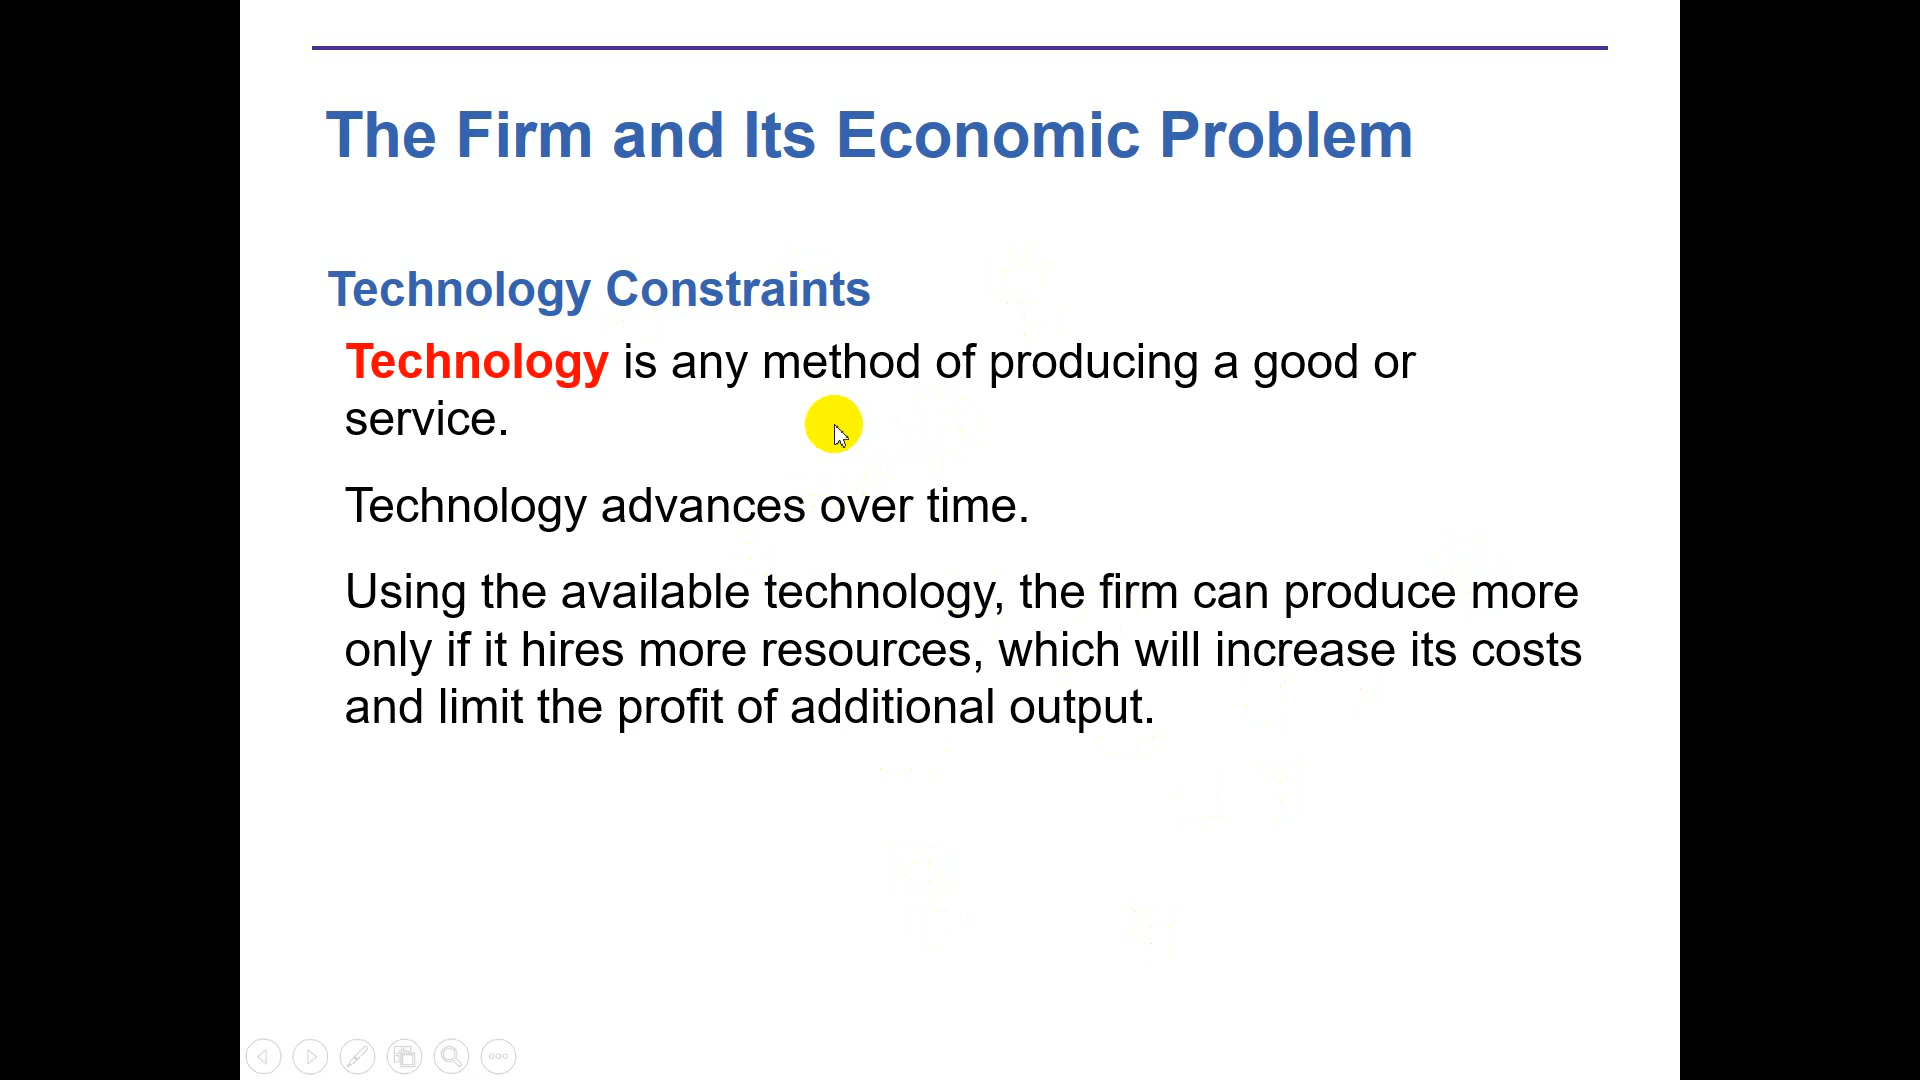 The Firm and Its Economic Problem
Technology Constraints
Technology is any method of producing a good or
service.
Technology advances over time.
Using the available technology, the firm can produce more
only if it hires more resources, which will increase its costs
and limit the profit of additional output.